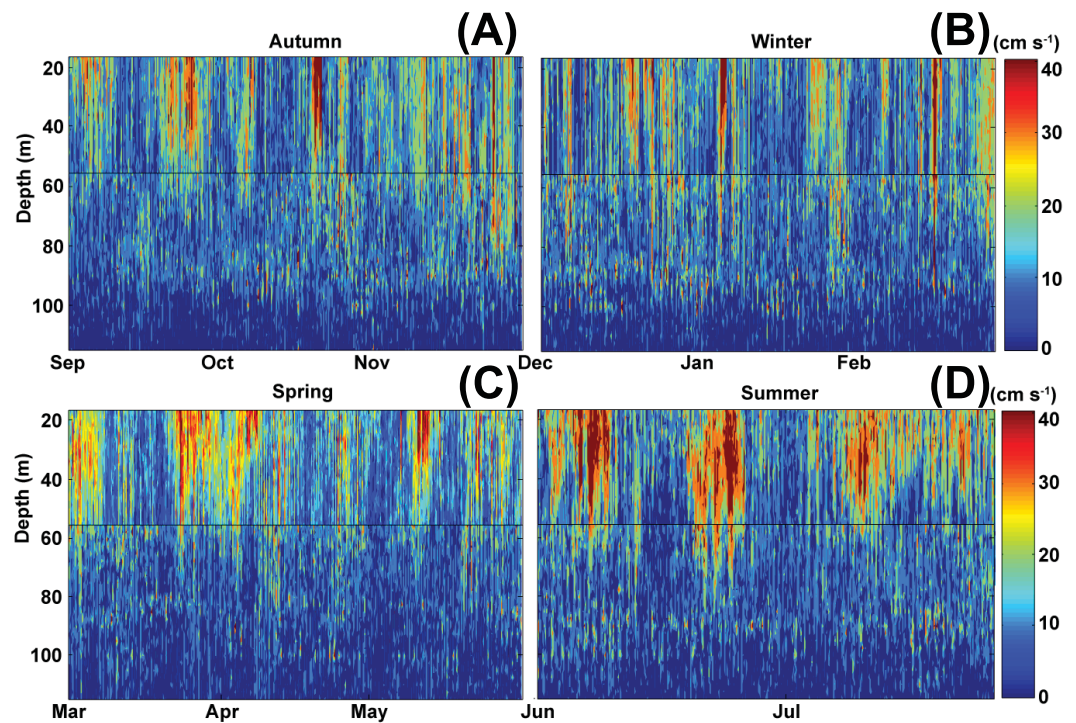 Autumn (A)
Winter (B) (cm s⁻¹)
Depth (m)
20
40
60
80
100
40
30
20
10
0
Sep Oct Nov Dec Jan Feb
Spring (C)
Summer (D) (cm s⁻¹)
Depth (m)
20
40
60
80
100
40
30
20
10
0
Mar Apr May Jun Jul